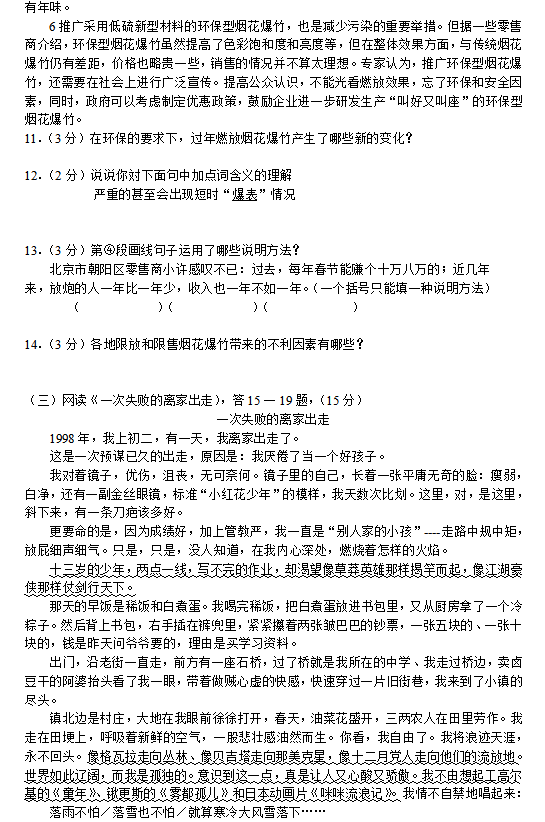 有年味。
6 推广采用低硫新型材料的环保型烟花爆竹，也是减少污染的重要举措。但据一些零售
商介绍，环保型烟花爆竹虽然提高了色彩饱和度和亮度等，但在整体效果方面，与传统烟花
爆竹仍有差距，价格也略贵一些，销售的情况并不算太理想。专家认为，推广环保型烟花爆
竹，还需要在社会上进行广泛宣传。提高公众认识，不能光看燃放效果，忘了环保和安全因
素，同时，政府可以考虑制定优惠政策，鼓励企业进一步研发生产“叫好又叫座”的环保型
烟花爆竹。
11.（3 分）在环保的要求下，过年燃放烟花爆竹产生了哪些新的变化？
12.（2 分）说说你对下面句中加点词含义的理解
严重的甚至会出现短时“爆表”情况
13.（3 分）第④段画线句子运用了哪些说明方法？
北京市朝阳区零售商小许感叹不已：过去，每年春节能赚个十万八万的；近几年
来，放炮的人一年比一年少，收入也一年不如一年。（一个括号只能填一种说明方法）
（ ）（ ）（ ）
14.（3 分）各地限放和限售烟花爆竹带来的不利因素有哪些？
（三）阅读《一次失败的离家出走》，答 15 — 19 题，（15 分）
一次失败的离家出走
1998 年，我上初二，有一天，我离家出走了。
这是一次预谋已久的出走，原因是：我厌倦了当一个好孩子。
我对着镜子，优伤，沮丧，无可奈何。镜子里的自己，长着一张平庸无奇的脸：瘦弱，
白净，还有一副金丝眼镜，标准“小红花少年”的模样，我天数次比划。这里，对，是这里，
斜下来，有一条刀疤该多好。
更要命的是，因为成绩好，加上管教严，我一直是“别人家的小孩”----走路中规中矩，
放屁细声细气。只是，只是，没人知道，在我内心深处，燃烧着怎样的火焰。
十三岁的少年，两点一线，写不完的作业，却渴望像草莽英雄那样揭竿而起，像江湖豪
侠那样仗剑行天下。
那天的早饭是稀饭和白煮蛋。我喝完稀饭，把白煮蛋放进书包里，又从厨房拿了一个冷
粽子。然后背上书包，右手插在裤兜里，紧紧攥着两张皱巴巴的钞票，一张五块的、一张十
块的，钱是昨天问爷爷要的，理由是买学习资料。
出门，沿老街一直走，前方有一座石桥，过了桥就是我所在的中学、我走过桥边，卖卤
豆干的阿婆抬头看了我一眼，带着做贼心虚的快感，快速穿过一片旧街巷，我来到了小镇的
尽头。
镇北边是村庄，大地在我眼前徐徐打开，春天，油菜花盛开，三两农人在田里劳作。我
走在田埂上，呼吸着新鲜的空气，一股悲壮感油然而生。你看，我自由了。我将浪迹天涯，
永不回头。像格瓦拉走向丛林、像贝吉塔走向那美克星，像十二月党人走向他们的流放地。
世界如此辽阔，而我是孤独的。意识到这一点，真是让人又心酸又骄傲。我不由想起工高尔
基的《童年》、锹更斯的《雾都孤儿》和日本动画片《咪咪流浪记》。我情不自禁地唱起来：
落雨不怕／落雪也不怕／就算寒冷大风雪落下……